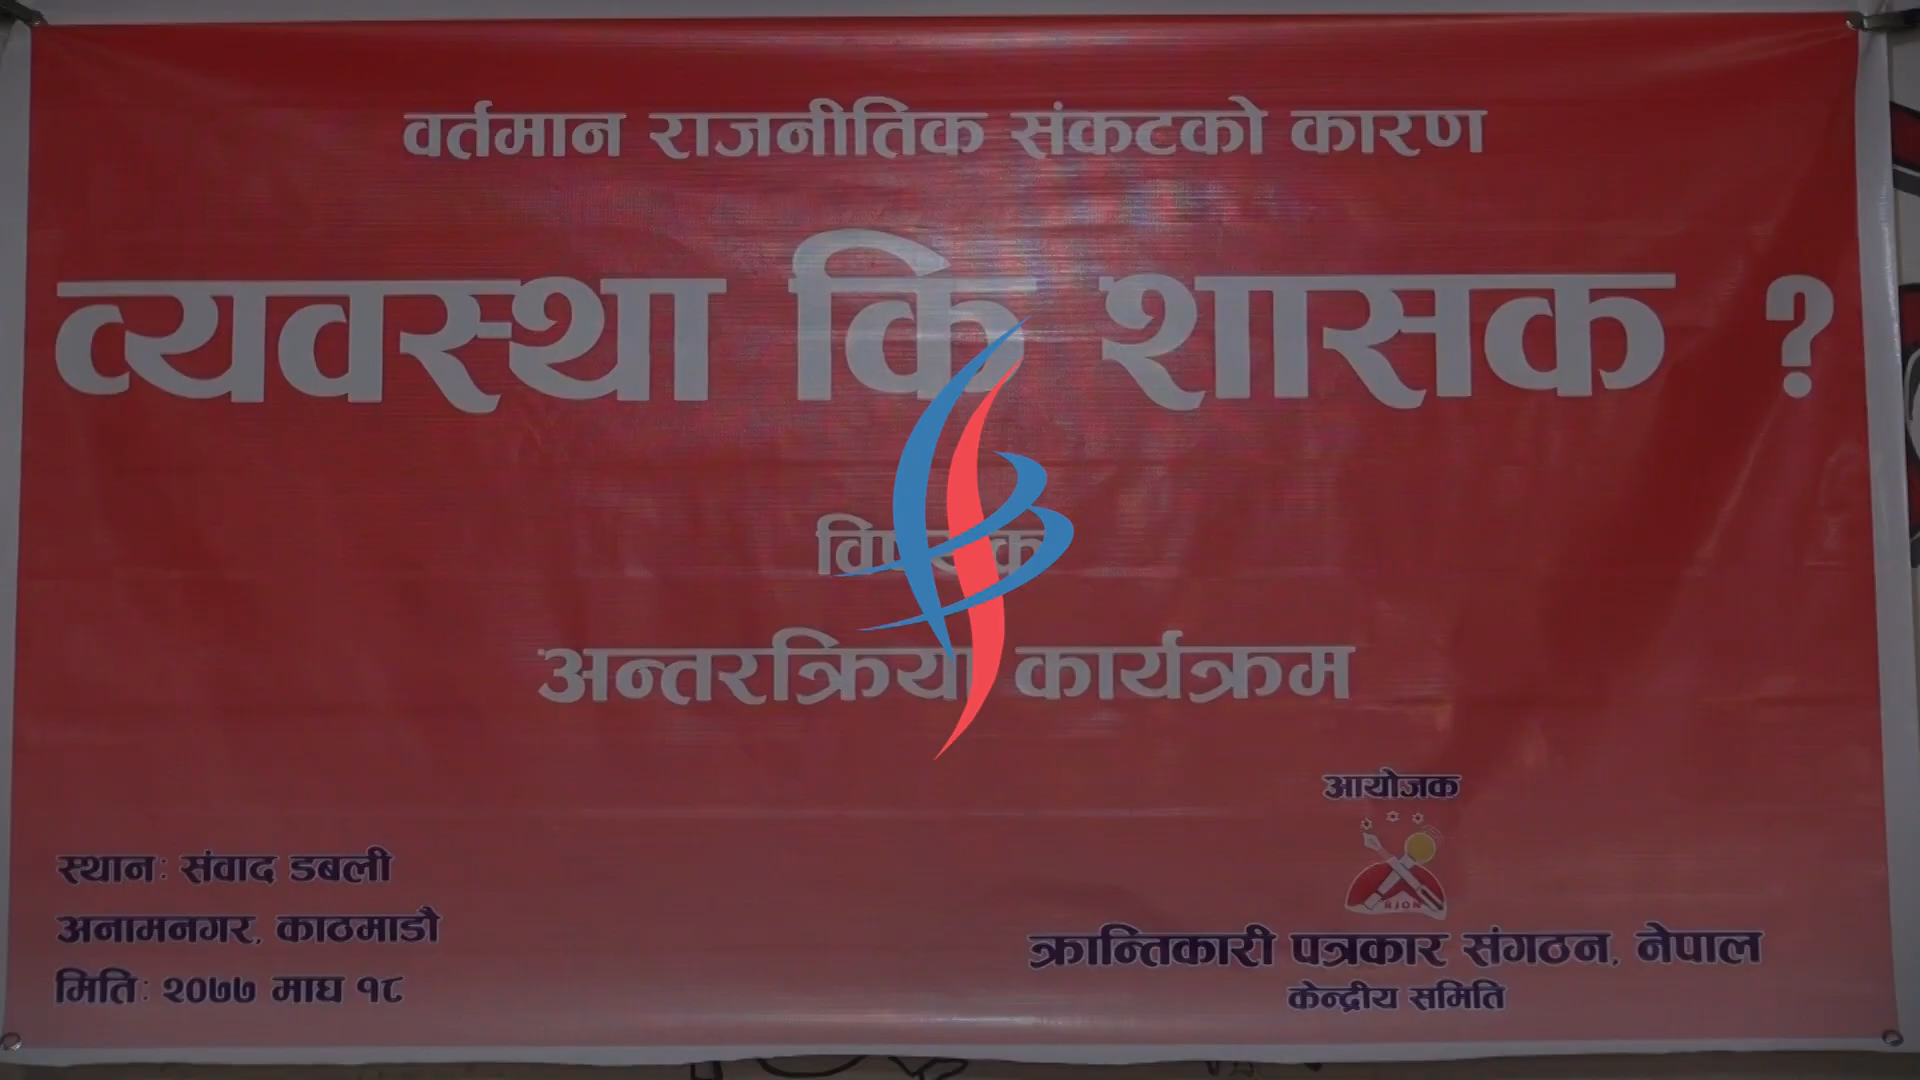 वर्तमान राजनीतिक संकटको कारण
व्यवस्था कि शासक ?
अन्तरक्रिया कार्यक्रम
आयोजक
RJON
स्थान: संवाद डबली
अनामनगर, काठमाडौ
मिति: २०७७ माघ १८
क्रान्तिकारी पत्रकार संगठन, नेपाल
केन्द्रीय समिति